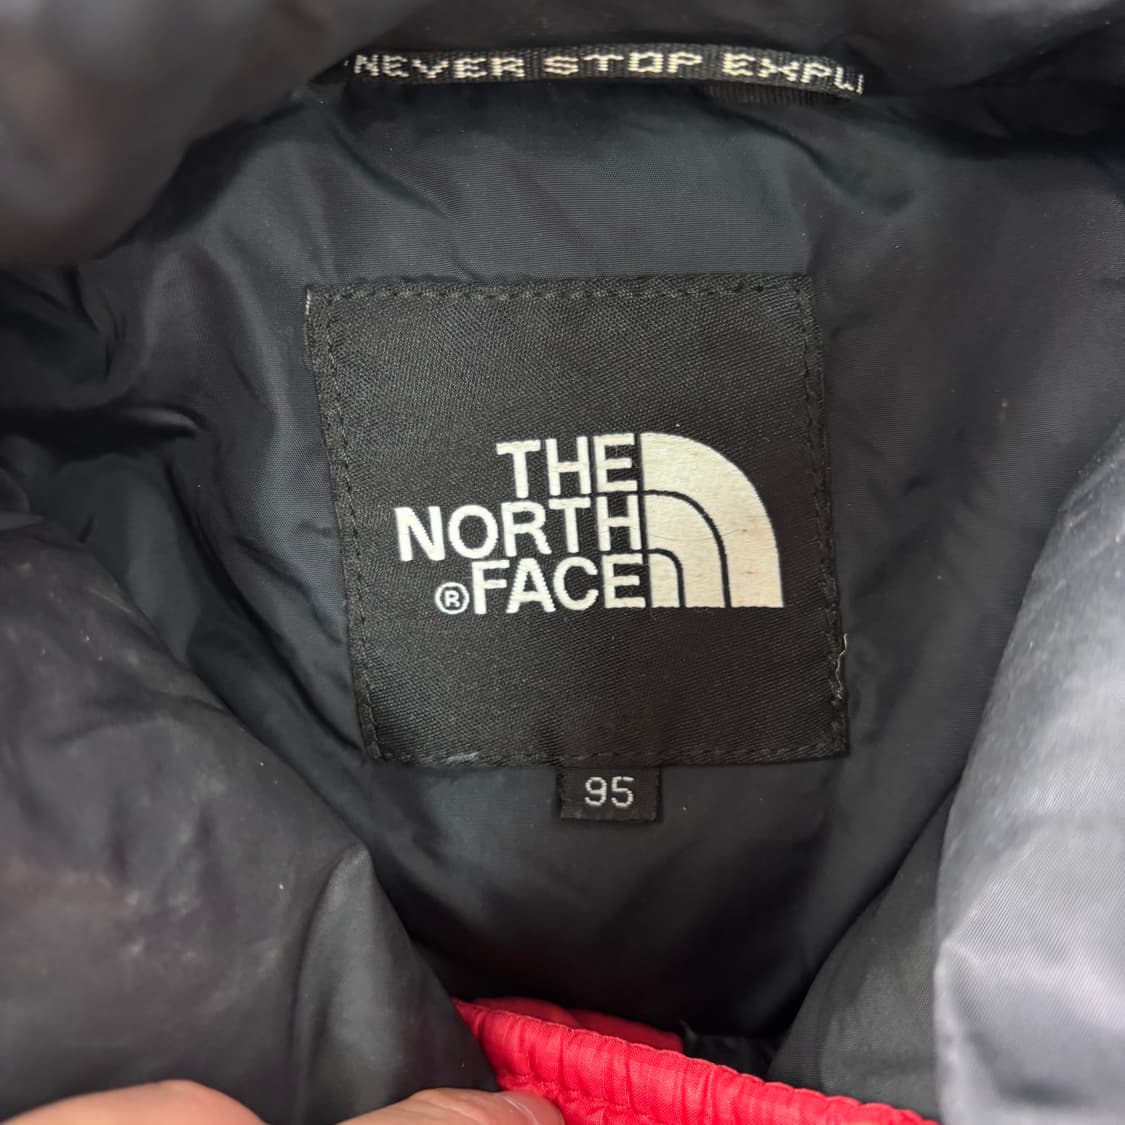 NEVER STOP EXPL
THE
NORTH
®FACE
95